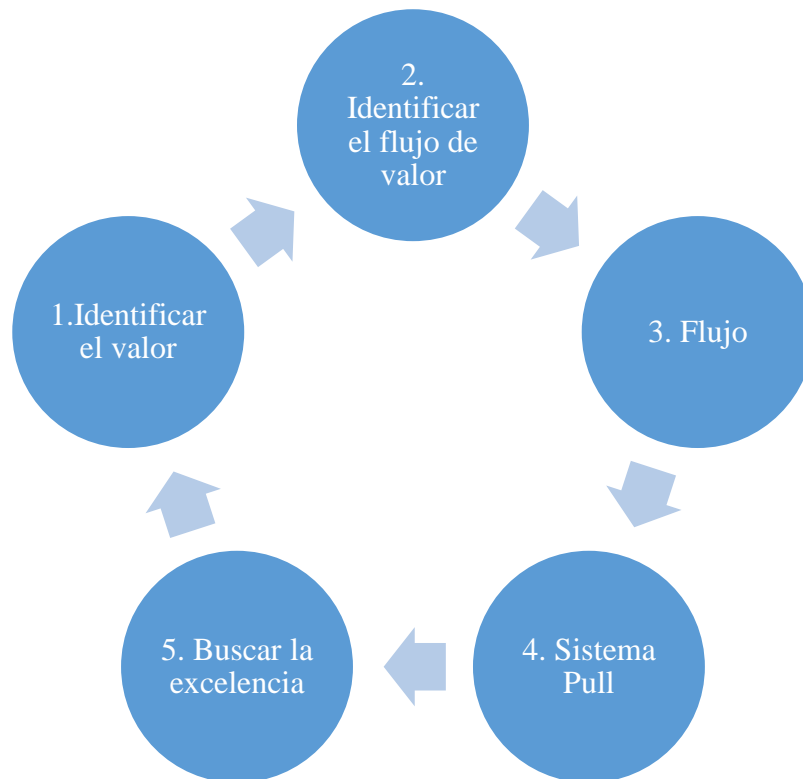 2.
Identificar
el flujo de
valor
1.Identificar
el valor
3. Flujo
5. Buscar la
excelencia
4. Sistema
Pull